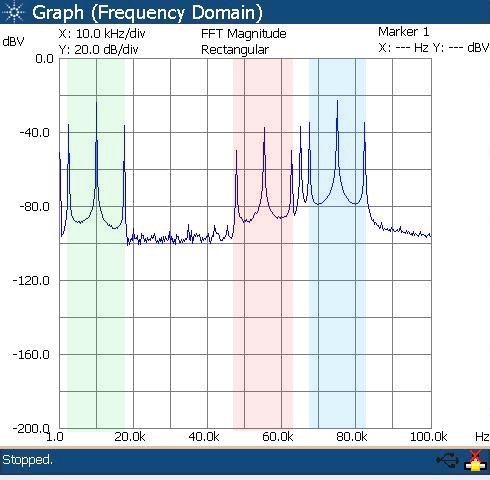 Graph (Frequency Domain)
dBV
X: 10.0 kHz/div
FFT Magnitude
Marker 1
Y: 20.0 dB/div
Rectangular
X: --- Hz Y: --- dBV
0.0
-40.0
-80.0
-120.0
-160.0
-200.0
1.0 20.0k 40.0k 60.0k 80.0k 100.0k Hz
Stopped.